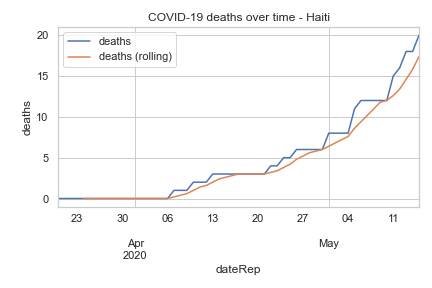 COVID-19 deaths over time - Haiti
deaths
deaths (rolling)
20
15
10
5
0
deaths
23
30
06
13
20
27
04
11
Apr
2020
May
dateRep